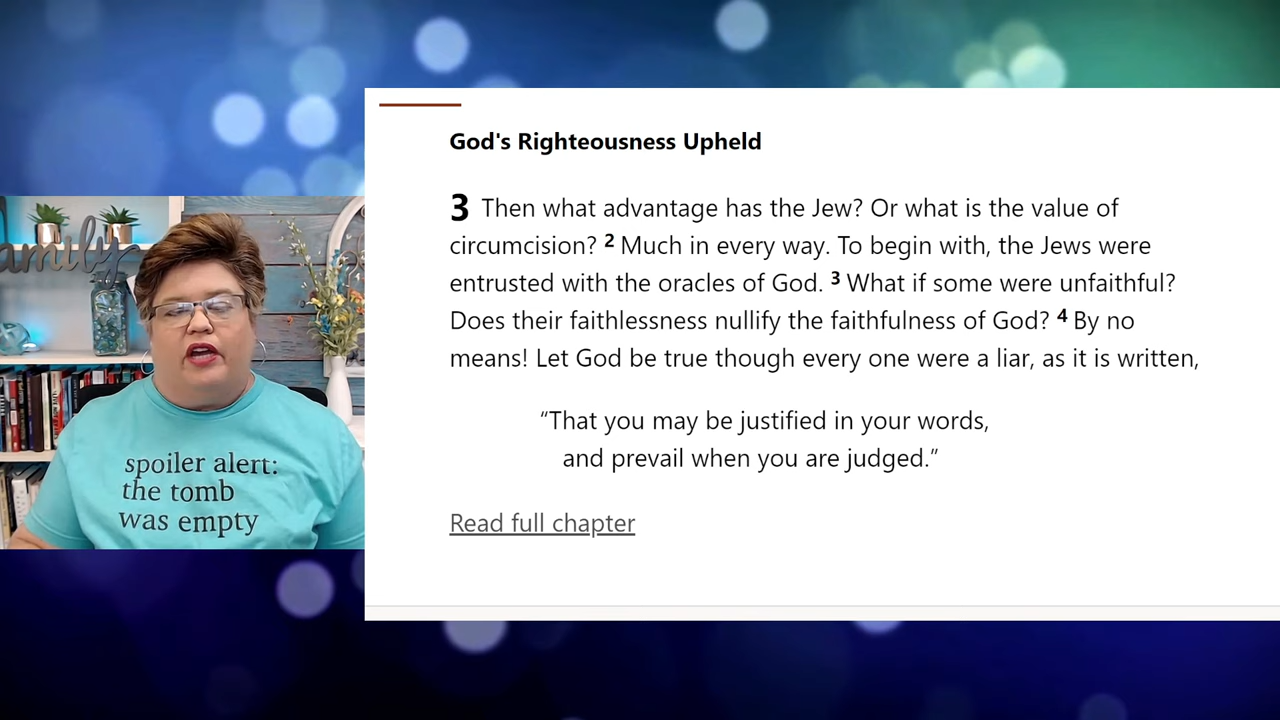 God's Righteousness Upheld
3 Then what advantage has the Jew? Or what is the value of
circumcision? 2 Much in every way. To begin with, the Jews were
entrusted with the oracles of God. 3 What if some were unfaithful?
Does their faithlessness nullify the faithfulness of God? 4 By no
means! Let God be true though every one were a liar, as it is written,
“That you may be justified in your words,
and prevail when you are judged.”
Read full chapter
family
spoiler alert:
the tomb
was empty